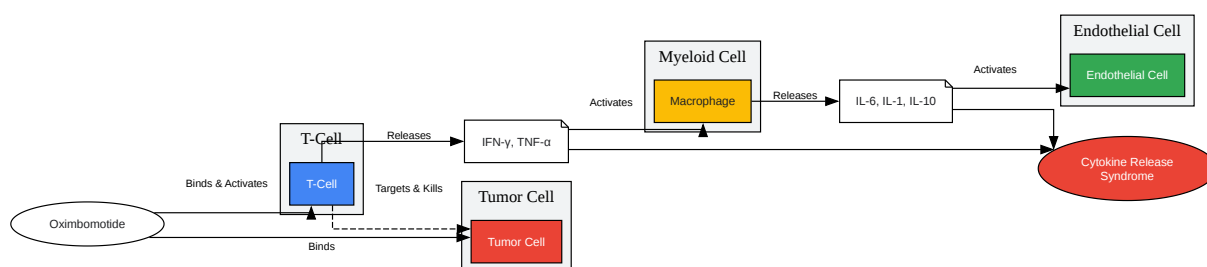 Endothelial Cell
Endothelial Cell
Activates
Myeloid Cell
Macrophage
Releases
IL-6, IL-1, IL-10
Activates
T-Cell
Releases
IFN-γ, TNF-α
Cytokine Release
Syndrome
T-Cell
Binds & Activates
Targets & Kills
Tumor Cell
Oximbomotide
Tumor Cell
Binds